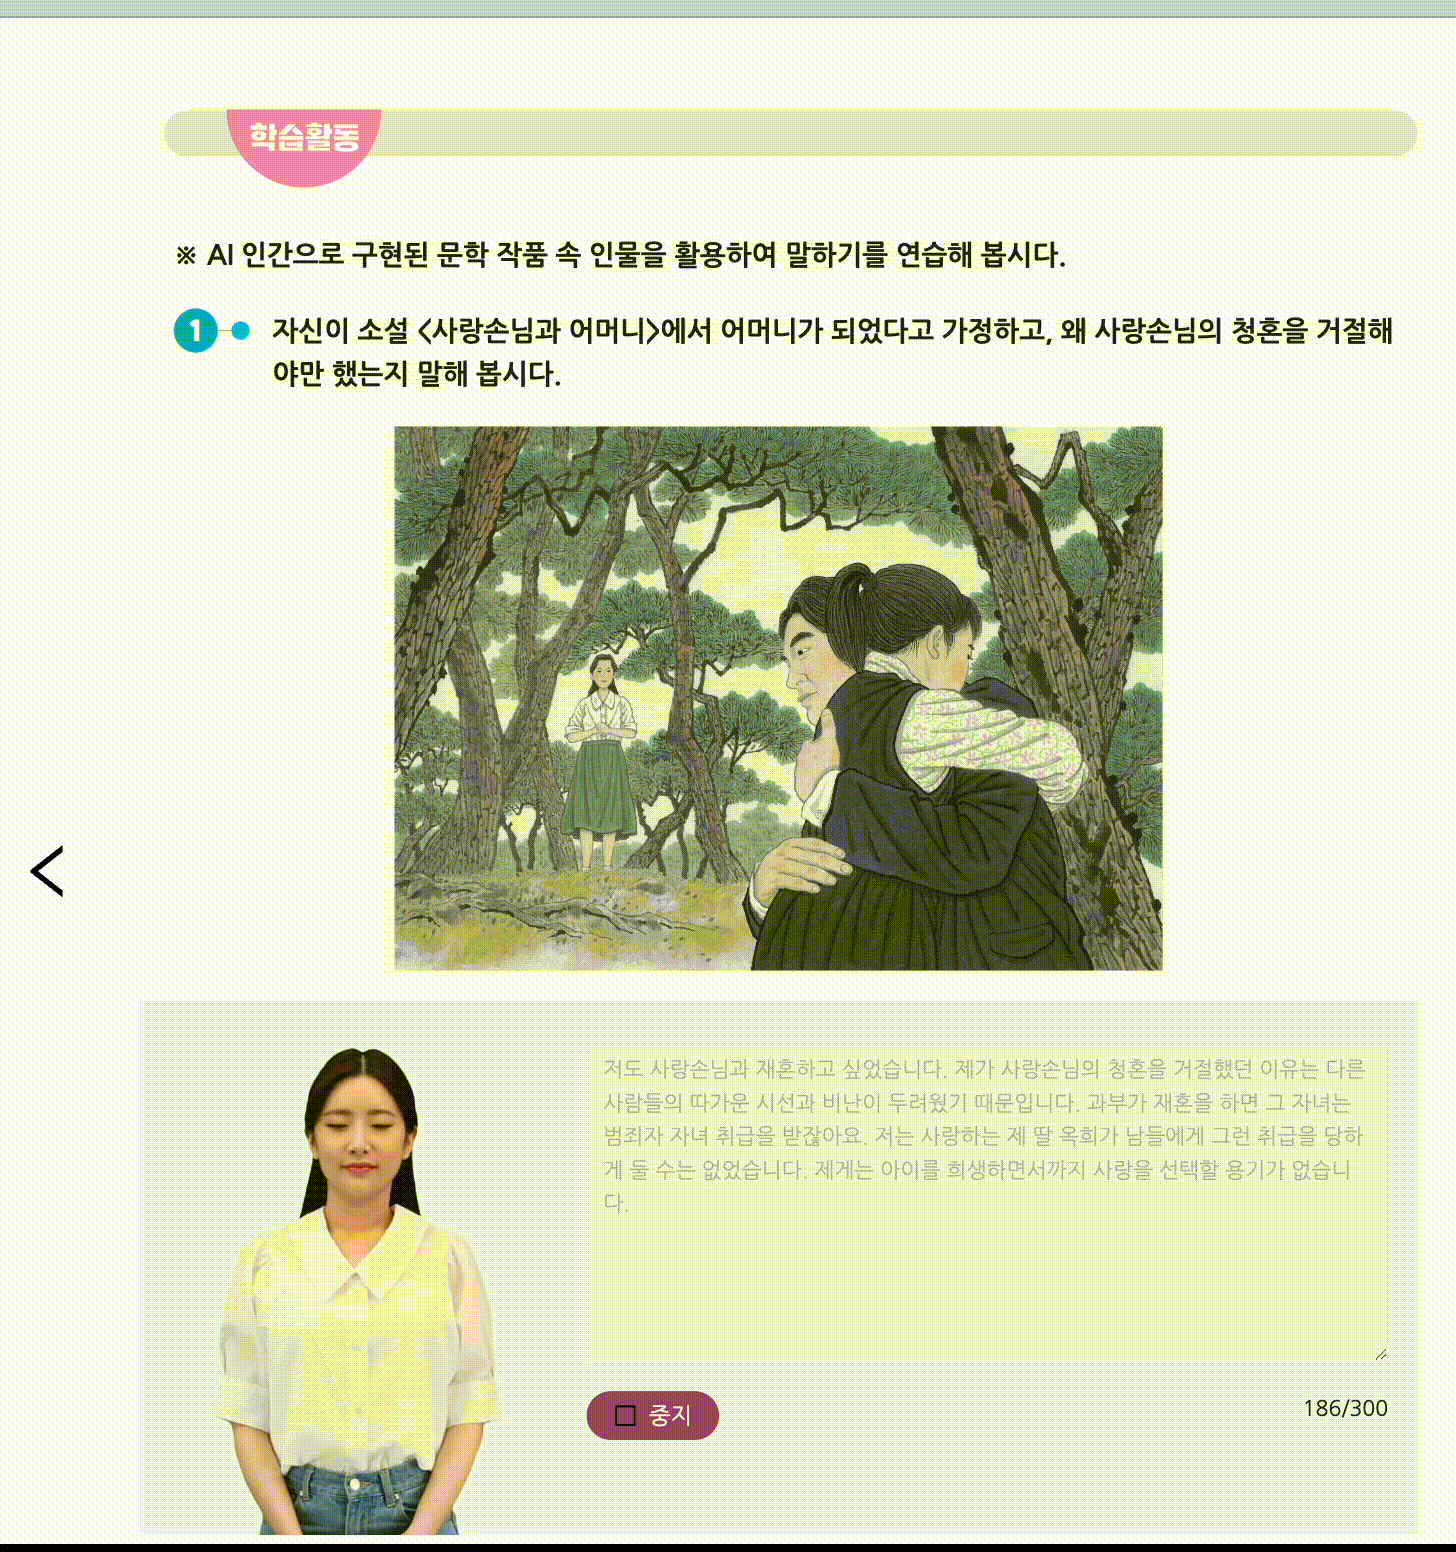 학습활동
※ AI 인간으로 구현된 문학 작품 속 인물을 활용하여 말하기를 연습해 봅시다.
1 자신이 소설 <사랑손님과 어머니>에서 어머니가 되었다고 가정하고, 왜 사랑손님의 청혼을 거절해
야만 했는지 말해 봅시다.
저도 사랑손님과 재혼하고 싶었습니다. 제가 사랑손님의 청혼을 거절했던 이유는 다른
사람들의 따가운 시선과 비난이 두려웠기 때문입니다. 과부가 재혼을 하면 그 자녀는
범죄자 자녀 취급을 받잖아요. 저는 사랑하는 제 딸 옥희가 남들에게 그런 취급을 당하
게 둘 수는 없었습니다. 제게는 아이를 희생하면서까지 사랑을 선택할 용기가 없습니
다.
중지
186/300